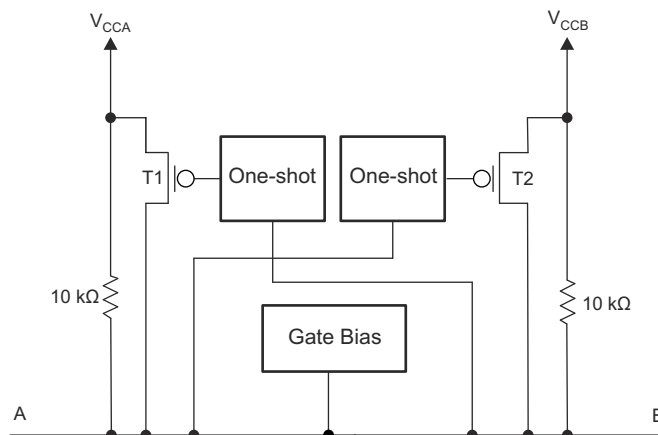 VCCA
VCCB
T1
One-shot
One-shot
T2
10 kΩ
10 kΩ
Gate Bias
A
B